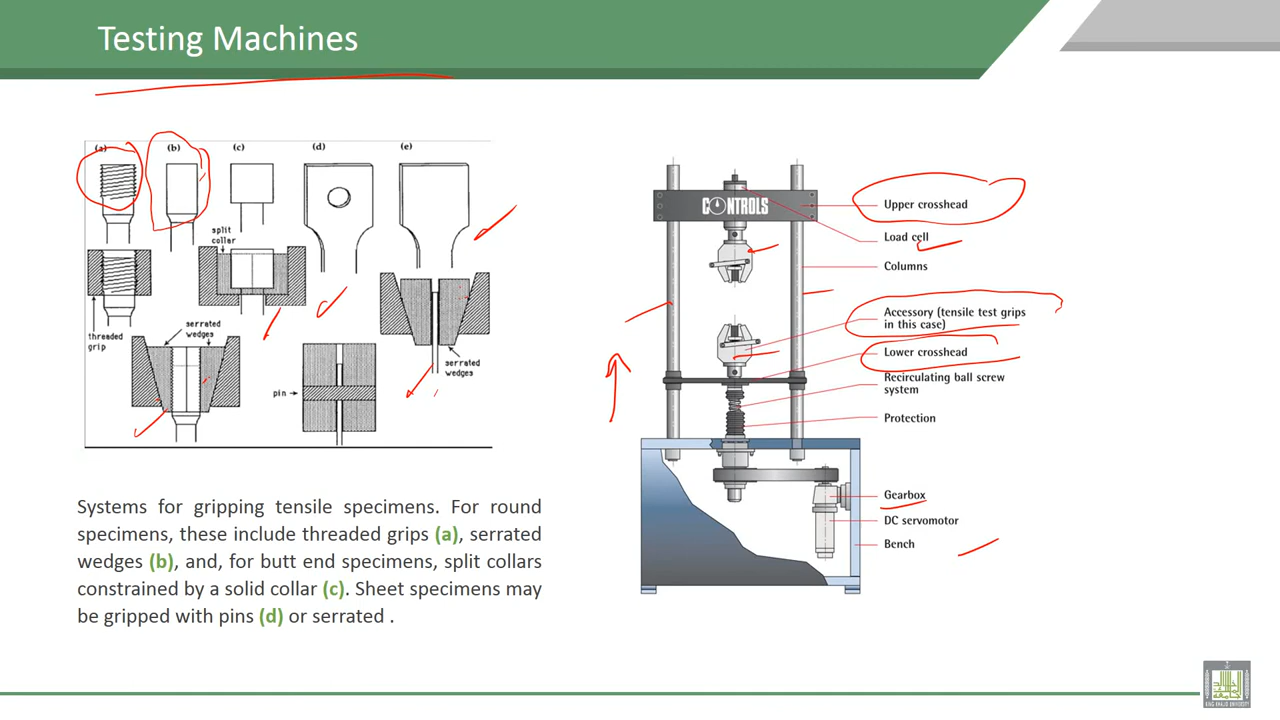 Testing Machines
(a)
(b)
(c)
(d)
(e)
split
collar
threaded
grip
serrated
wedges
pin
serrated
wedges
Systems for gripping tensile specimens. For round
specimens, these include threaded grips (a), serrated
wedges (b), and, for butt end specimens, split collars
constrained by a solid collar (c). Sheet specimens may
be gripped with pins (d) or serrated .
CONTROLS
Upper crosshead
Load cell
Columns
Accessory (tensile test grips
in this case)
Lower crosshead
Recirculating ball screw
system
Protection
Gearbox
DC servomotor
Bench
KING KHALID UNIVERSITY